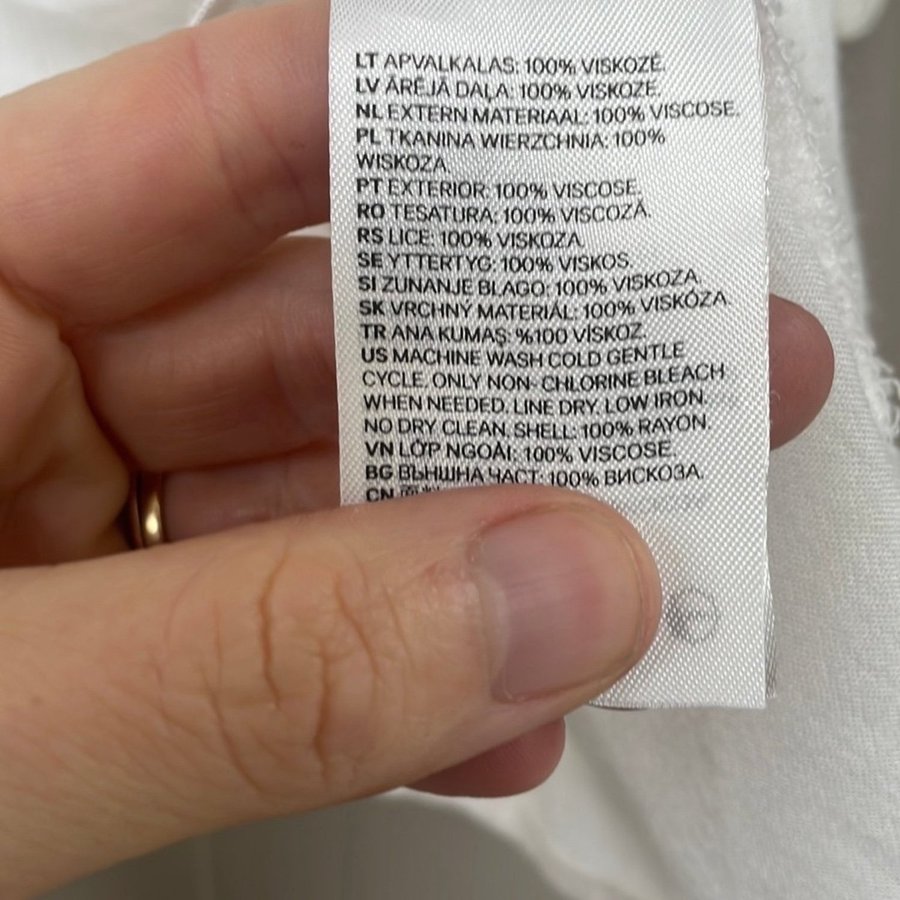 LT APVALKALAS: 100% VISKOZĖ.
LV ĀRĒJĀ DAĻA: 100% VISKOZE.
NL EXTERN MATERIAAL: 100% VISCOSE.
PL TKANINA WIERZCHNIA: 100%
WISKOZA.
PT EXTERIOR: 100% VISCOSE.
RO TESATURA: 100% VISCOZĂ.
RS LICE: 100% VISKOZA.
SE YTTERTYG: 100% VISKOS.
SI ZUNANJE BLAGO: 100% VISKOZA.
SK VRCHNÝ MATERIÁL: 100% VISKÓZA.
TR ANA KUMAŞ: %100 VİSKOZ.
US MACHINE WASH COLD GENTLE
CYCLE. ONLY NON- CHLORINE BLEACH
WHEN NEEDED. LINE DRY. LOW IRON.
NO DRY CLEAN. SHELL: 100% RAYON.
VN LỚP NGOÀI: 100% VISCOSE.
BG ВЪНШНА ЧАСТ: 100% ВИСКОЗА.
CN